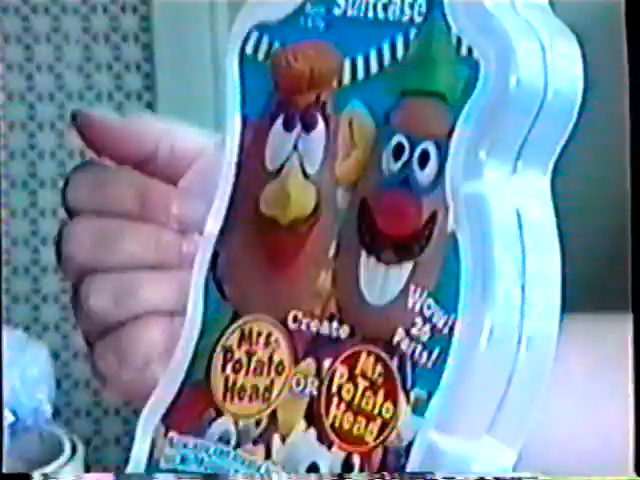 Suitcase
Create
WOW!
26
Parts!
MRS.
PoTaTo
Head
OR
MR.
PoTaTo
Head